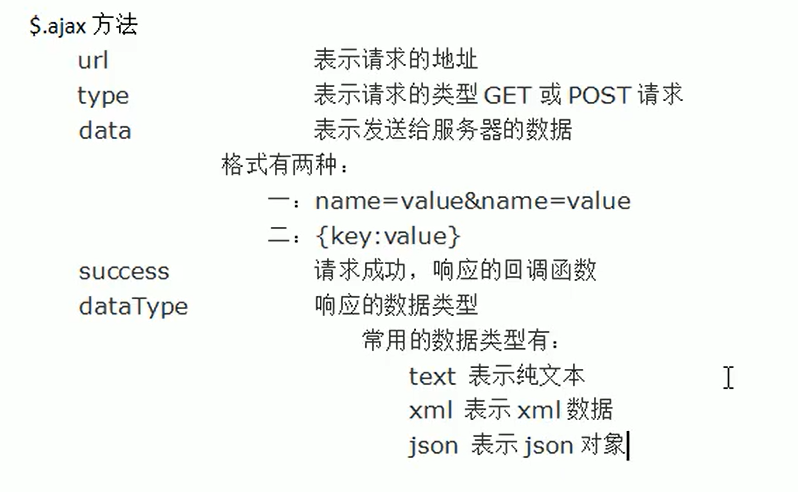 $.ajax 方法
url 表示请求的地址
type 表示请求的类型 GET 或 POST 请求
data 表示发送给服务器的数据
格式有两种：
一：name=value&name=value
二：{key:value}
success 请求成功，响应的回调函数
dataType 响应的数据类型
常用的数据类型有：
text 表示纯文本
xml 表示 xml 数据
json 表示 json 对象